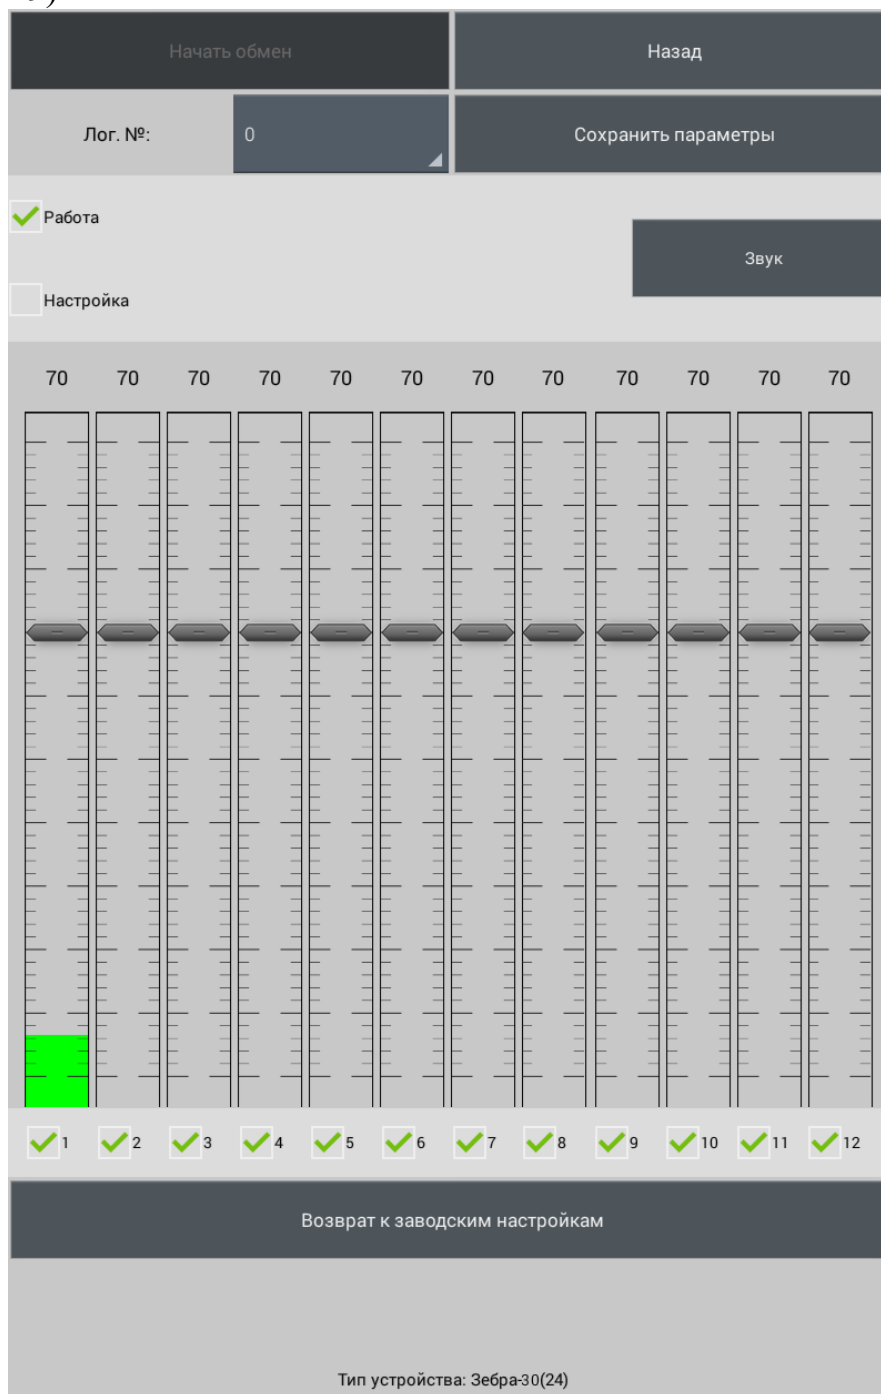 Начать обмен Назад
Лог. №: 0 Сохранить параметры
Работа
Звук
Настройка
70 70 70 70 70 70 70 70 70 70 70 70
1 2 3 4 5 6 7 8 9 10 11 12
Возврат к заводским настройкам
Тип устройства: Зебра-30(24)